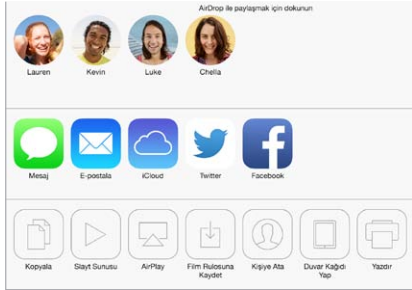 AirDrop ile paylaşmak için dokunun
Lauren Kevin Luke Chella
Mesaj E-postala iCloud Twitter Facebook
Kopyala Slayt Sunusu AirPlay Film Rulosuna Kaydet Kişiye Ata Duvar Kağıdı Yap Yazdır